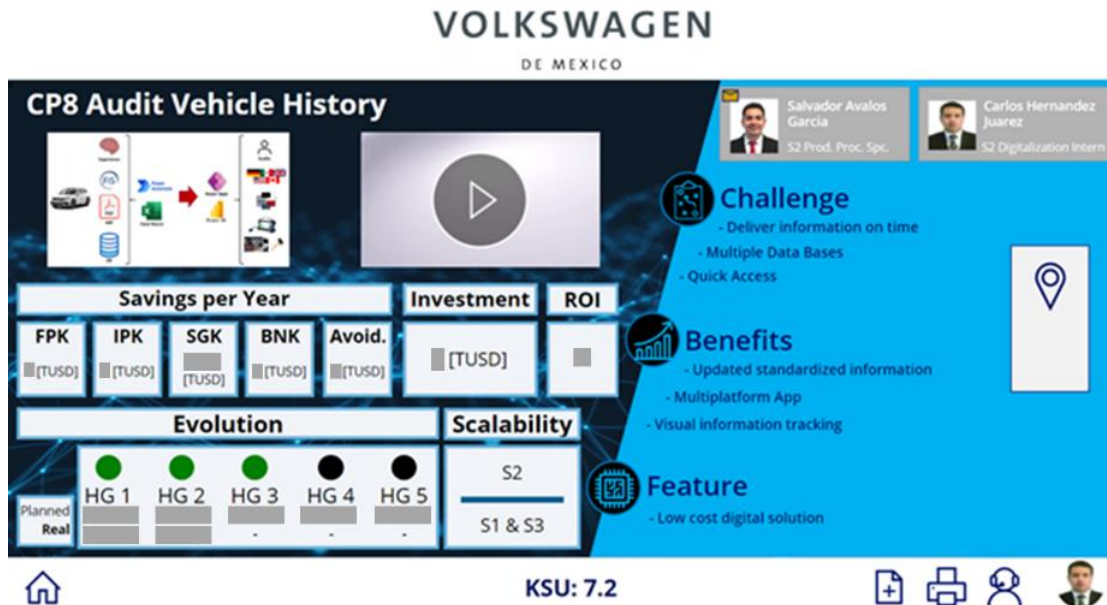 VOLKSWAGEN
DE MEXICO
CP8 Audit Vehicle History
Salvador Avalos
Garcia
S2 Prod. Proc. Spc.
Carlos Hernandez
Juarez
S2 Digitalization Intern
FIS
PDF
Challenge
- Deliver information on time
- Multiple Data Bases
- Quick Access
Savings per Year
Investment
ROI
FPK
IPK
SGK
BNK
Avoid.
[TUSD]
[TUSD]
[TUSD]
[TUSD]
[TUSD]
[TUSD]
Benefits
- Updated standardized information
- Multiplatform App
- Visual information tracking
Evolution
Scalability
HG 1
HG 2
HG 3
HG 4
HG 5
Planned
Real
-
-
-
S2
S1 & S3
Feature
- Low cost digital solution
KSU: 7.2